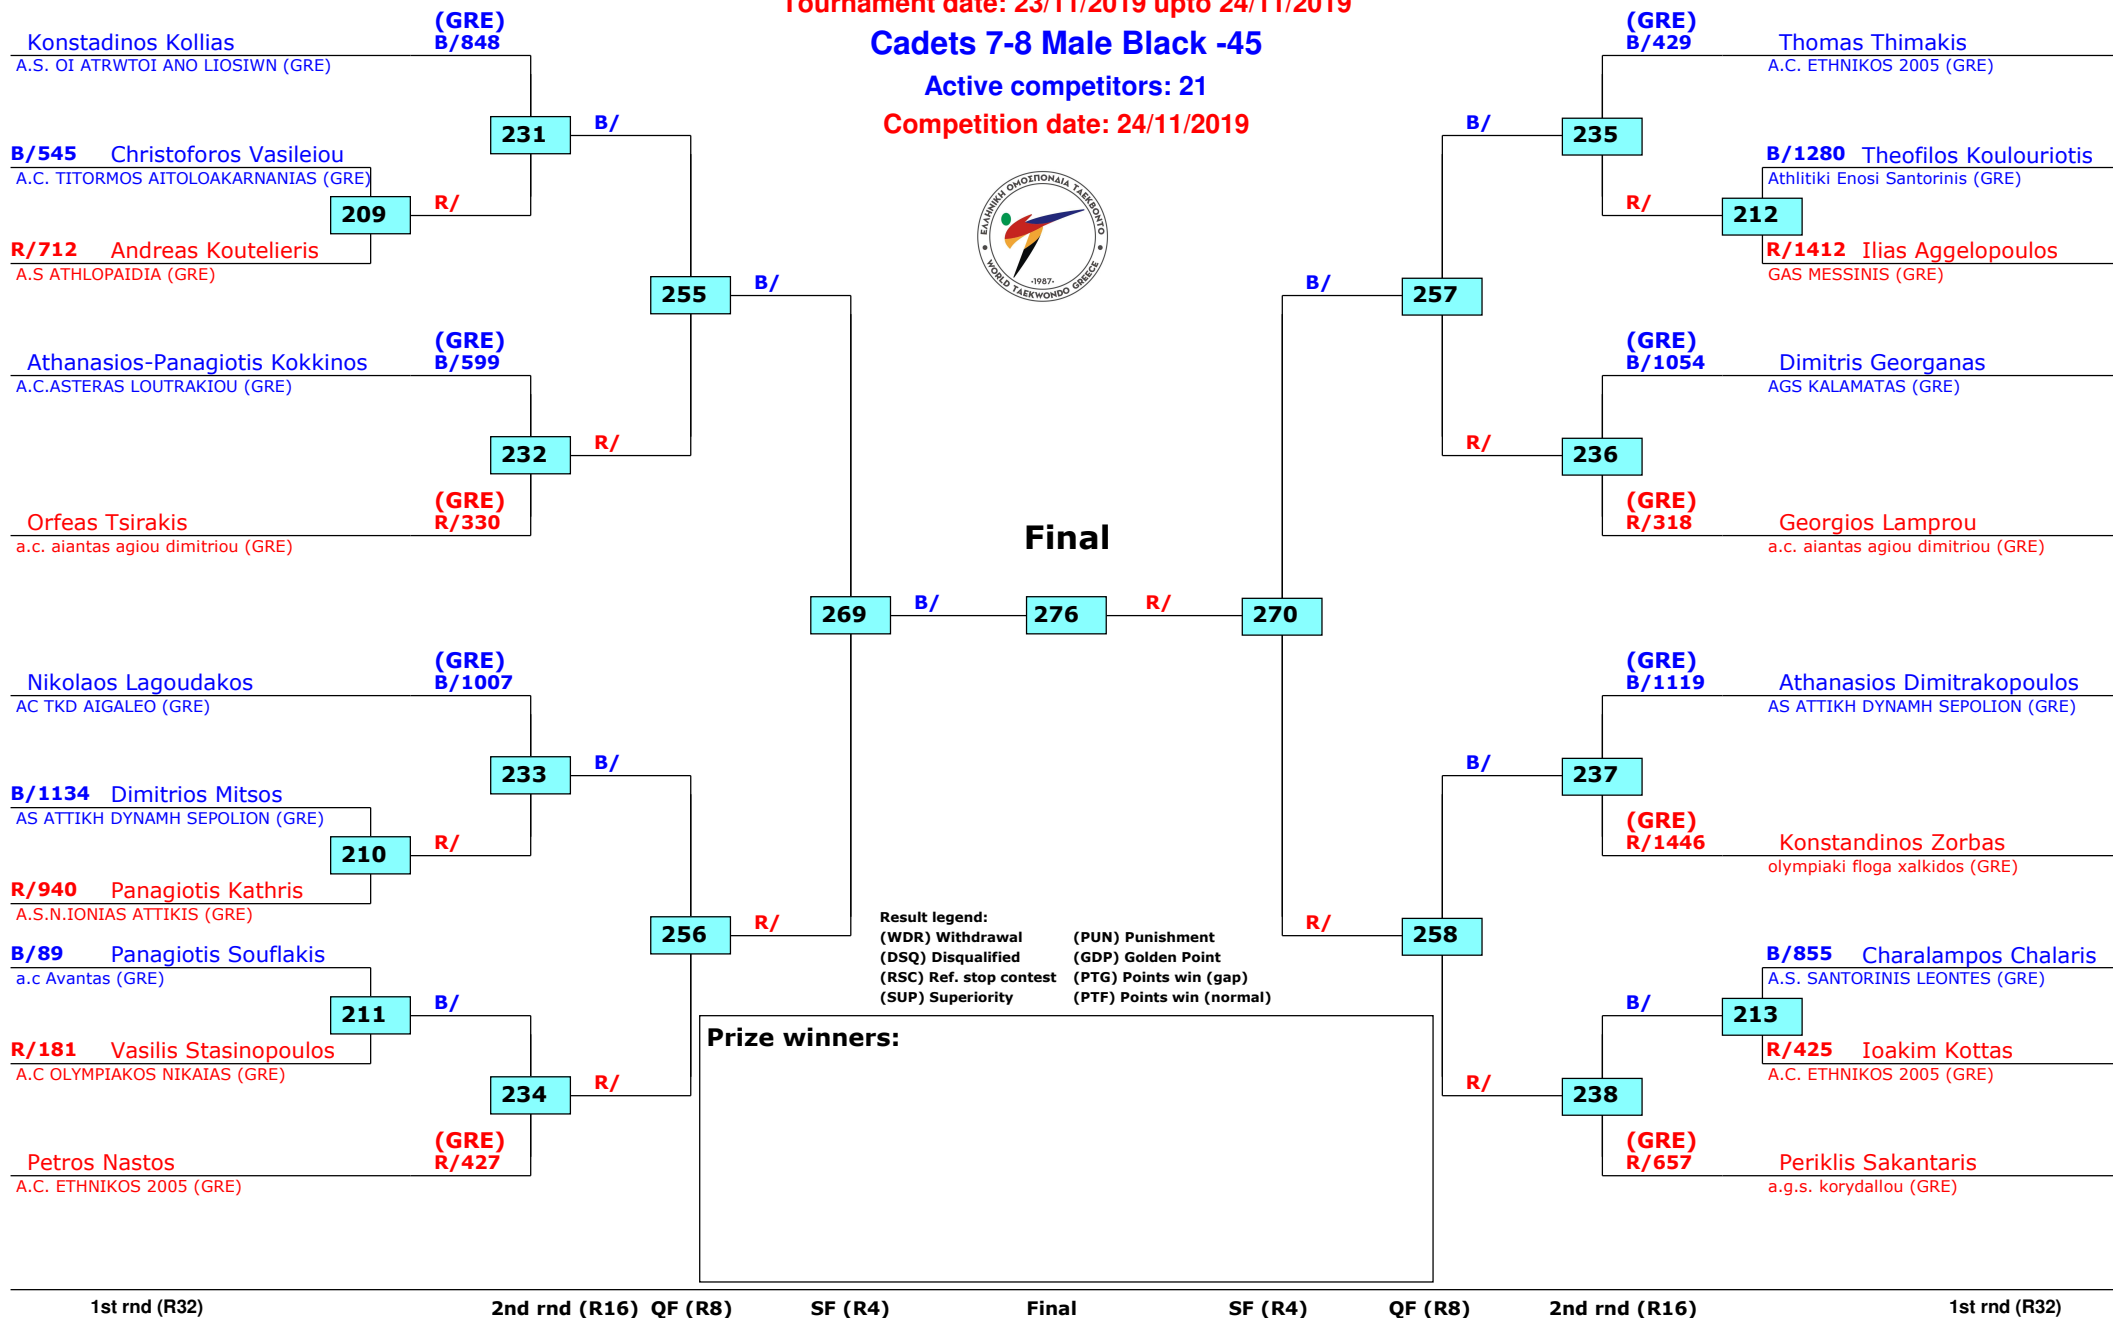 Tournament date: 23/11/2019 upto 24/11/2019
Cadets 7-8 Male Black -45
Active competitors: 21
Competition date: 24/11/2019
ΕΛΛΗΝΙΚΗ ΟΜΟΣΠΟΝΔΙΑ ΤΑΕΚΒΟΝΤΟ
·1987·
WORLD TAEKWONDO GREECE
(GRE)
Konstadinos Kollias B/848
A.S. OI ATRWTOI ANO LIOSIWN (GRE)
231 B/
B/545 Christoforos Vasileiou
A.C. TITORMOS AITOLOAKARNANIAS (GRE)
209 R/
R/712 Andreas Koutelieris
A.S ATHLOPAIDIA (GRE)
255 B/
(GRE)
Athanasios-Panagiotis Kokkinos B/599
A.C.ASTERAS LOUTRAKIOU (GRE)
232 R/
(GRE)
Orfeas Tsirakis R/330
a.c. aiantas agiou dimitriou (GRE)
269 B/
(GRE)
Nikolaos Lagoudakos B/1007
AC TKD AIGALEO (GRE)
233 B/
B/1134 Dimitrios Mitsos
AS ATTIKH DYNAMH SEPOLION (GRE)
210 R/
R/940 Panagiotis Kathris
A.S.N.IONIAS ATTIKIS (GRE)
256 R/
B/89 Panagiotis Souflakis
a.c Avantas (GRE)
211 B/
R/181 Vasilis Stasinopoulos
A.C OLYMPIAKOS NIKAIAS (GRE)
234 R/
(GRE)
Petros Nastos R/427
A.C. ETHNIKOS 2005 (GRE)
Final
276 R/
270
(GRE)
B/429 Thomas Thimakis
A.C. ETHNIKOS 2005 (GRE)
B/ 235
B/1280 Theofilos Koulouriotis
Athlitiki Enosi Santorinis (GRE)
R/ 212
R/1412 Ilias Aggelopoulos
GAS MESSINIS (GRE)
B/ 257
(GRE)
B/1054 Dimitris Georganas
AGS KALAMATAS (GRE)
R/ 236
(GRE)
R/318 Georgios Lamprou
a.c. aiantas agiou dimitriou (GRE)
(GRE)
B/1119 Athanasios Dimitrakopoulos
AS ATTIKH DYNAMH SEPOLION (GRE)
B/ 237
(GRE)
R/1446 Konstandinos Zorbas
olympiaki floga xalkidos (GRE)
R/ 258
B/855 Charalampos Chalaris
A.S. SANTORINIS LEONTES (GRE)
B/ 213
R/425 Ioakim Kottas
A.C. ETHNIKOS 2005 (GRE)
R/ 238
(GRE)
R/657 Periklis Sakantaris
a.g.s. korydallou (GRE)
Result legend:
(WDR) Withdrawal (PUN) Punishment
(DSQ) Disqualified (GDP) Golden Point
(RSC) Ref. stop contest (PTG) Points win (gap)
(SUP) Superiority (PTF) Points win (normal)
Prize winners:
1st rnd (R32) 2nd rnd (R16) QF (R8) SF (R4) Final SF (R4) QF (R8) 2nd rnd (R16) 1st rnd (R32)